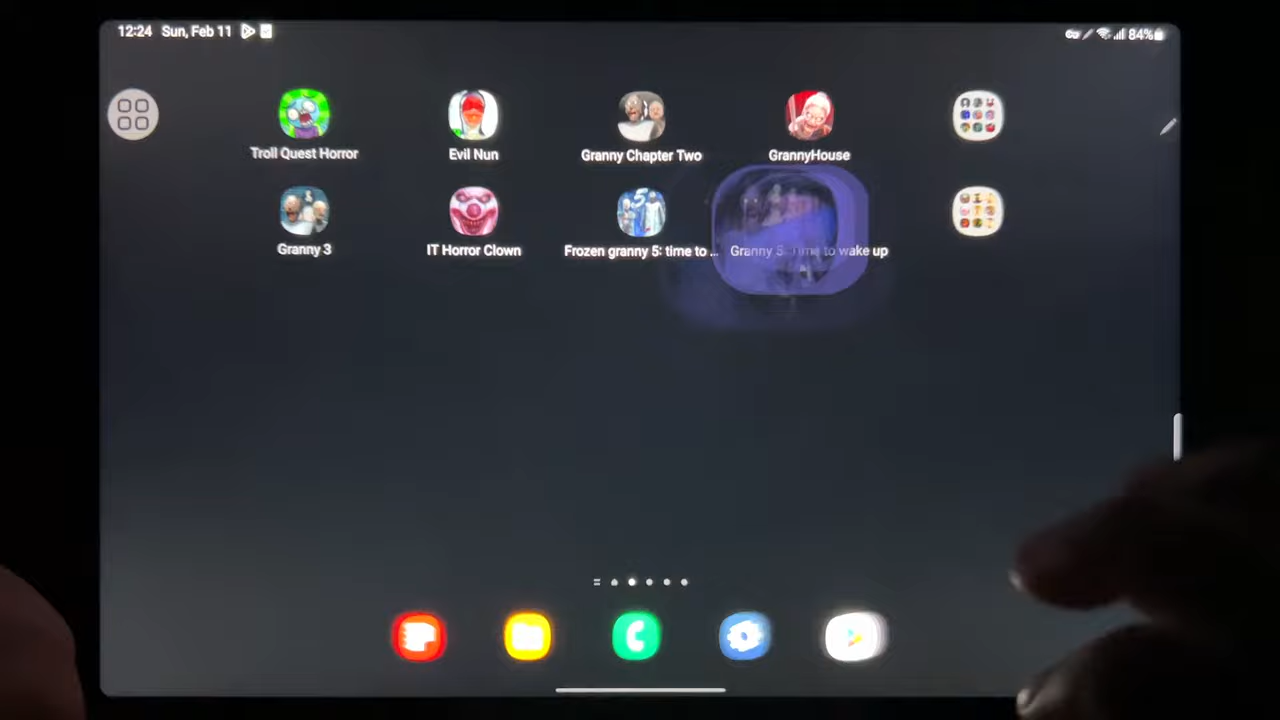 12:24 Sun, Feb 11
84%
Troll Quest Horror
Evil Nun
Granny Chapter Two
GrannyHouse
Granny 3
IT Horror Clown
5
Frozen granny 5: time to ...
Granny 5: Time to wake up